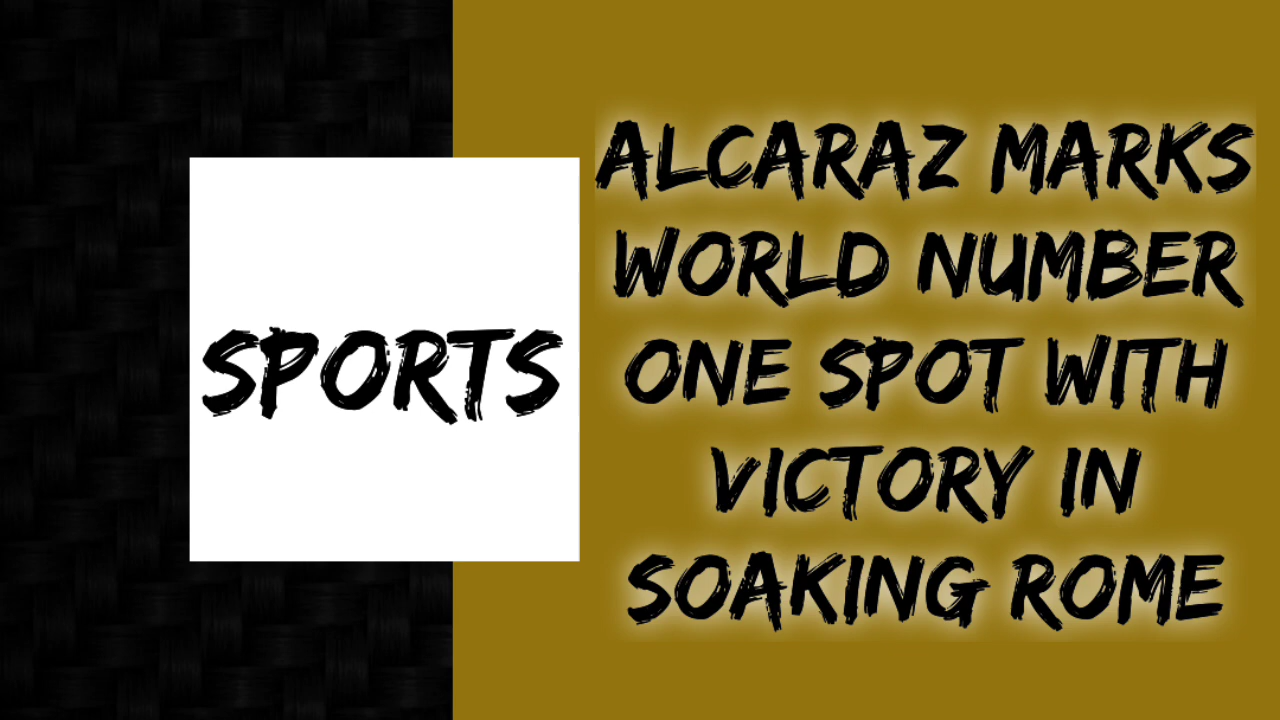 SPORTS
ALCARAZ MARKS
WORLD NUMBER
ONE SPOT WITH
VICTORY IN
SOAKING ROME